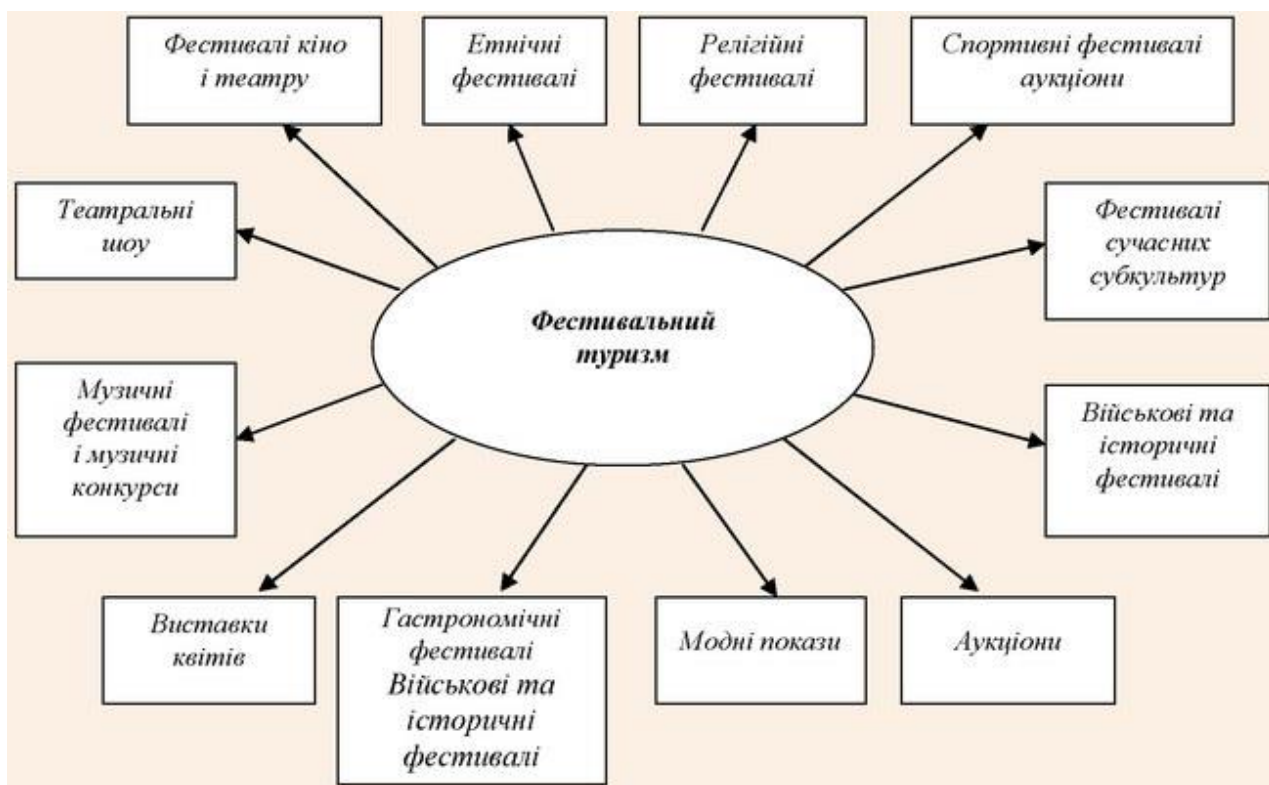 Фестивалі кіно
і театру
Етнічні
фестивалі
Релігійні
фестивалі
Спортивні фестивалі
аукціони
Театральні
шоу
Фестивалі
сучасних
субкультур
Фестивальний
туризм
Музичні
фестивалі
і музичні
конкурси
Військові та
історичні
фестивалі
Виставки
квітів
Гастрономічні
фестивалі
Військові та
історичні
фестивалі
Модні покази
Аукціони